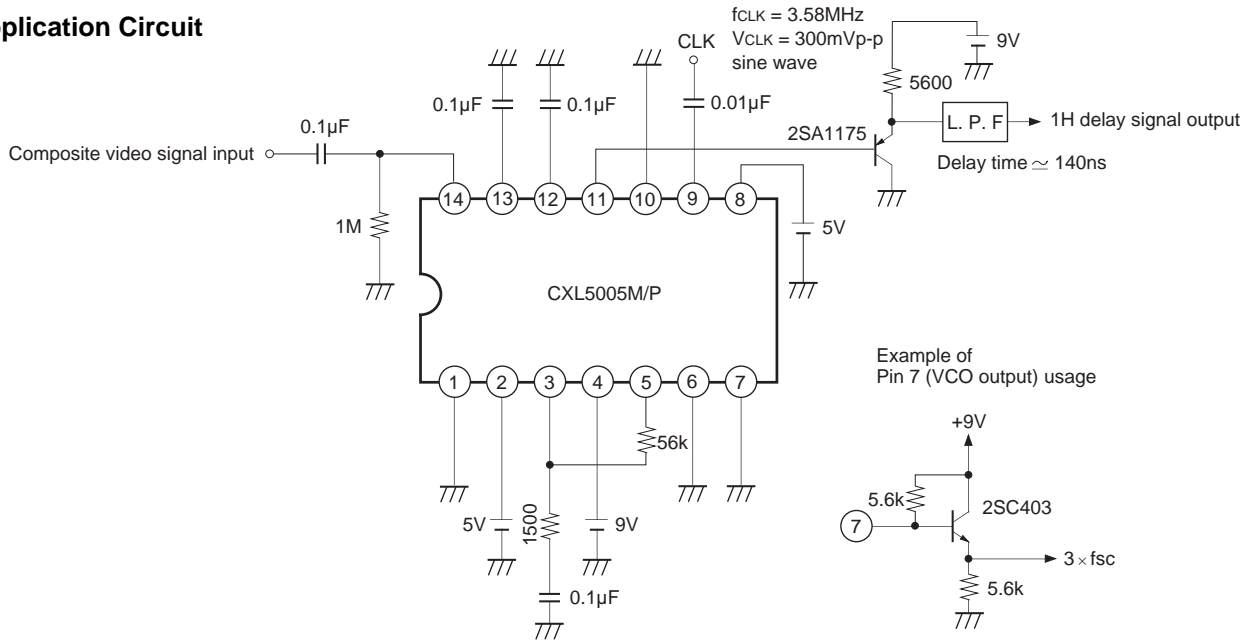 plication Circuit
fCLK = 3.58MHz
VCLK = 300mVp-p
sine wave
CLK
9V
5600
0.1µF
0.1µF
0.01µF
0.1µF
2SA1175
L. P. F
1H delay signal output
Composite video signal input
Delay time ≃ 140ns
14
13
12
11
10
9
8
1M
5V
CXL5005M/P
Example of
Pin 7 (VCO output) usage
1
2
3
4
5
6
7
56k
+9V
5.6k
2SC403
7
5V
1500
9V
3 × fsc
5.6k
0.1µF